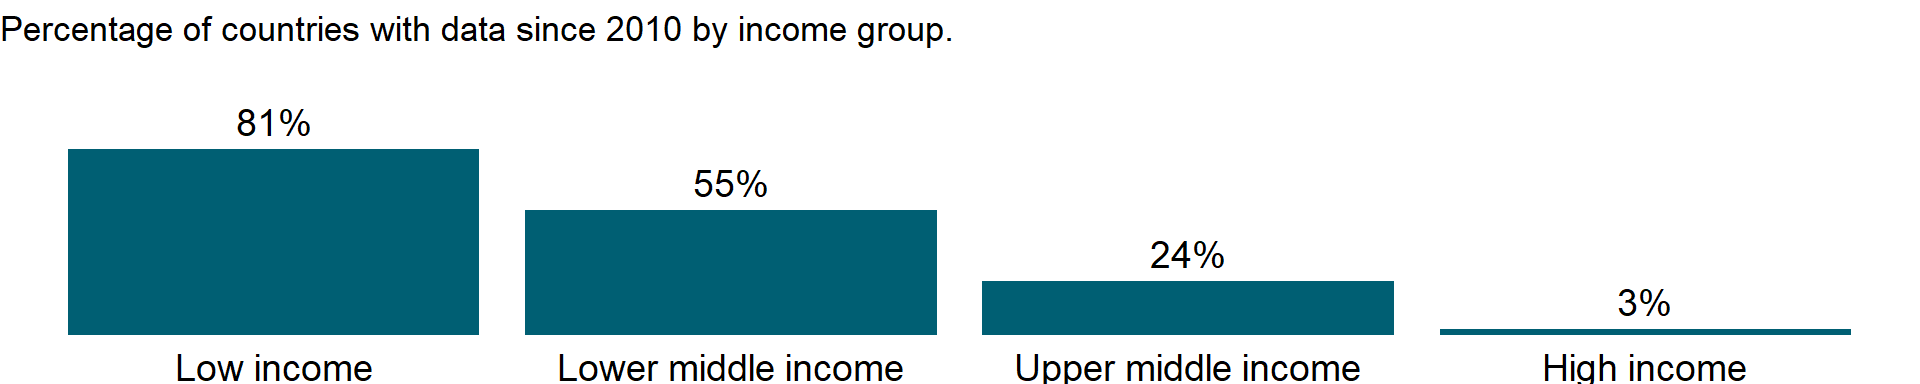 Percentage of countries with data since 2010 by income group.
81%
55%
24%
3%
Low income
Lower middle income
Upper middle income
High income